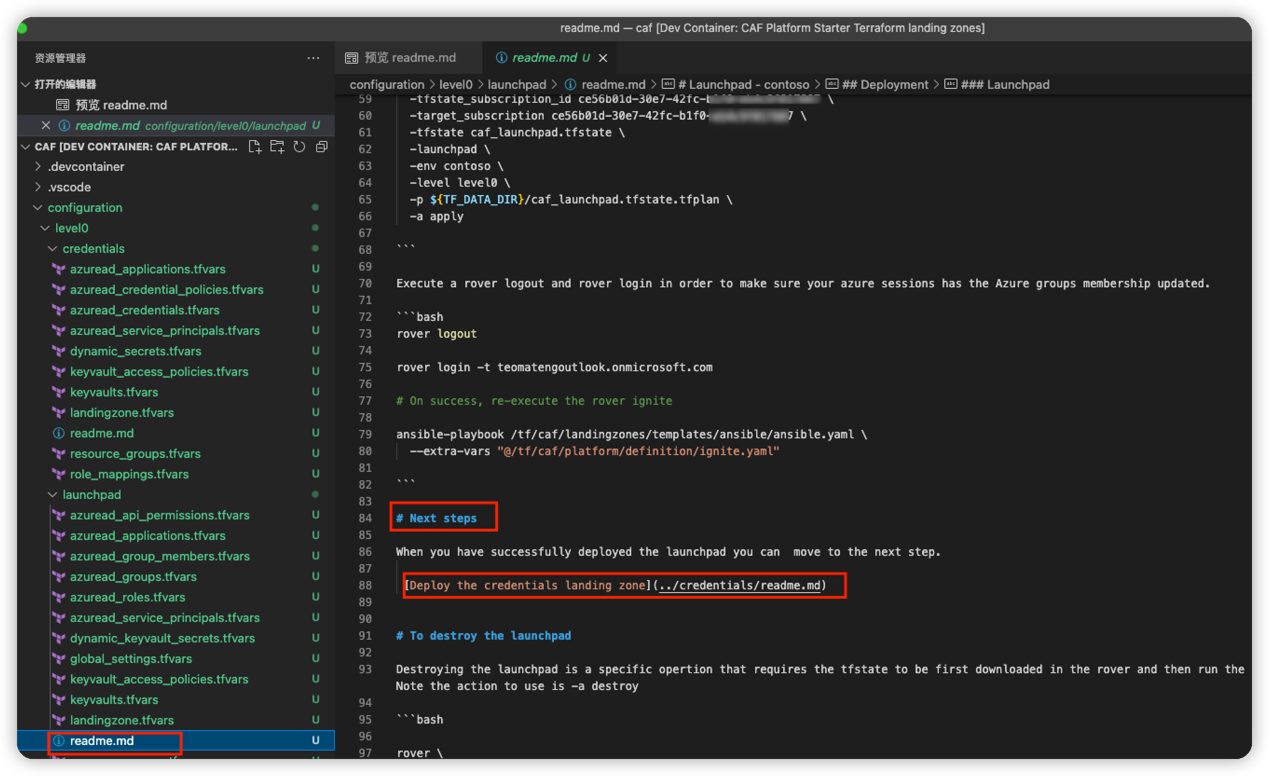 readme.md — caf [Dev Container: CAF Platform Starter Terraform landing zones]
资源管理器
···
打开的编辑器
预览 readme.md
readme.md configuration/level0/launchpad U
CAF [DEV CONTAINER: CAF PLATFOR...
.devcontainer
.vscode
configuration
level0
credentials
azuread_applications.tfvars U
azuread_credential_policies.tfvars U
azuread_credentials.tfvars U
azuread_service_principals.tfvars U
dynamic_secrets.tfvars U
keyvault_access_policies.tfvars U
keyvaults.tfvars U
landingzone.tfvars U
readme.md U
resource_groups.tfvars U
role_mappings.tfvars U
launchpad
azuread_api_permissions.tfvars U
azuread_applications.tfvars U
azuread_group_members.tfvars U
azuread_groups.tfvars U
azuread_roles.tfvars U
azuread_service_principals.tfvars U
dynamic_keyvault_secrets.tfvars U
global_settings.tfvars U
keyvault_access_policies.tfvars U
keyvaults.tfvars U
landingzone.tfvars U
readme.md U
预览 readme.md
readme.md U
configuration > level0 > launchpad > readme.md > # Launchpad - contoso > ## Deployment > ### Launchpad
59 -tfstate_subscription_id ce56b01d-30e7-42fc-b \
60 -target_subscription ce56b01d-30e7-42fc-b1f0- 7 \
61 -tfstate caf_launchpad.tfstate \
62 -launchpad \
63 -env contoso \
64 -level level0 \
65 -p ${TF_DATA_DIR}/caf_launchpad.tfstate.tfplan \
66 -a apply
67
68 ```
69
70 Execute a rover logout and rover login in order to make sure your azure sessions has the Azure groups membership updated.
71
72 ```bash
73 rover logout
74
75 rover login -t teomatengoutlook.onmicrosoft.com
76
77 # On success, re-execute the rover ignite
78
79 ansible-playbook /tf/caf/landingzones/templates/ansible/ansible.yaml \
80 --extra-vars "@/tf/caf/platform/definition/ignite.yaml"
81
82 ```
83
84 # Next steps
85
86 When you have successfully deployed the launchpad you can  move to the next step.
87
88 [Deploy the credentials landing zone](../credentials/readme.md)
89
90
91 # To destroy the launchpad
92
93 Destroying the launchpad is a specific opertion that requires the tfstate to be first downloaded in the rover and then run the
Note the action to use is -a destroy
94
95 ```bash
96
97 rover \